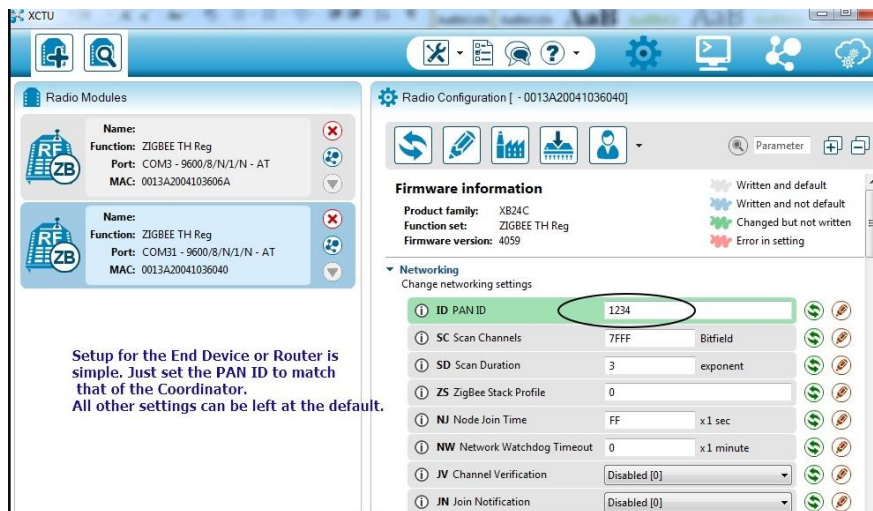 XCTU
Radio Modules
Name:
Function: ZIGBEE TH Reg
Port: COM3 - 9600/8/N/1/N - AT
MAC: 0013A2004103606A
RF
ZB
Name:
Function: ZIGBEE TH Reg
Port: COM31 - 9600/8/N/1/N - AT
MAC: 0013A20041036040
RF
ZB
Setup for the End Device or Router is
simple. Just set the PAN ID to match
that of the Coordinator.
All other settings can be left at the default.
Radio Configuration [ - 0013A20041036040]
Parameter
Firmware information
Product family: XB24C
Function set: ZIGBEE TH Reg
Firmware version: 4059
Written and default
Written and not default
Changed but not written
Error in setting
Networking
Change networking settings
ID PAN ID 1234
SC Scan Channels 7FFF Bitfield
SD Scan Duration 3 exponent
ZS ZigBee Stack Profile 0
NJ Node Join Time FF x 1 sec
NW Network Watchdog Timeout 0 x 1 minute
JV Channel Verification Disabled [0]
JN Join Notification Disabled [0]